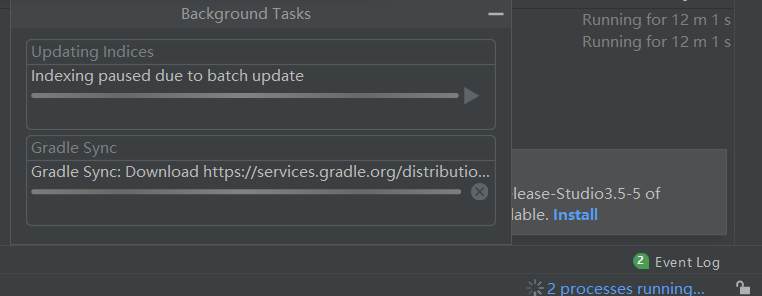 Background Tasks
Running for 12 m 1 s
Running for 12 m 1 s
Updating Indices
Indexing paused due to batch update
Gradle Sync
Gradle Sync: Download https://services.gradle.org/distributio...
lease-Studio3.5-5 of
lable. Install
2 Event Log
2 processes running...